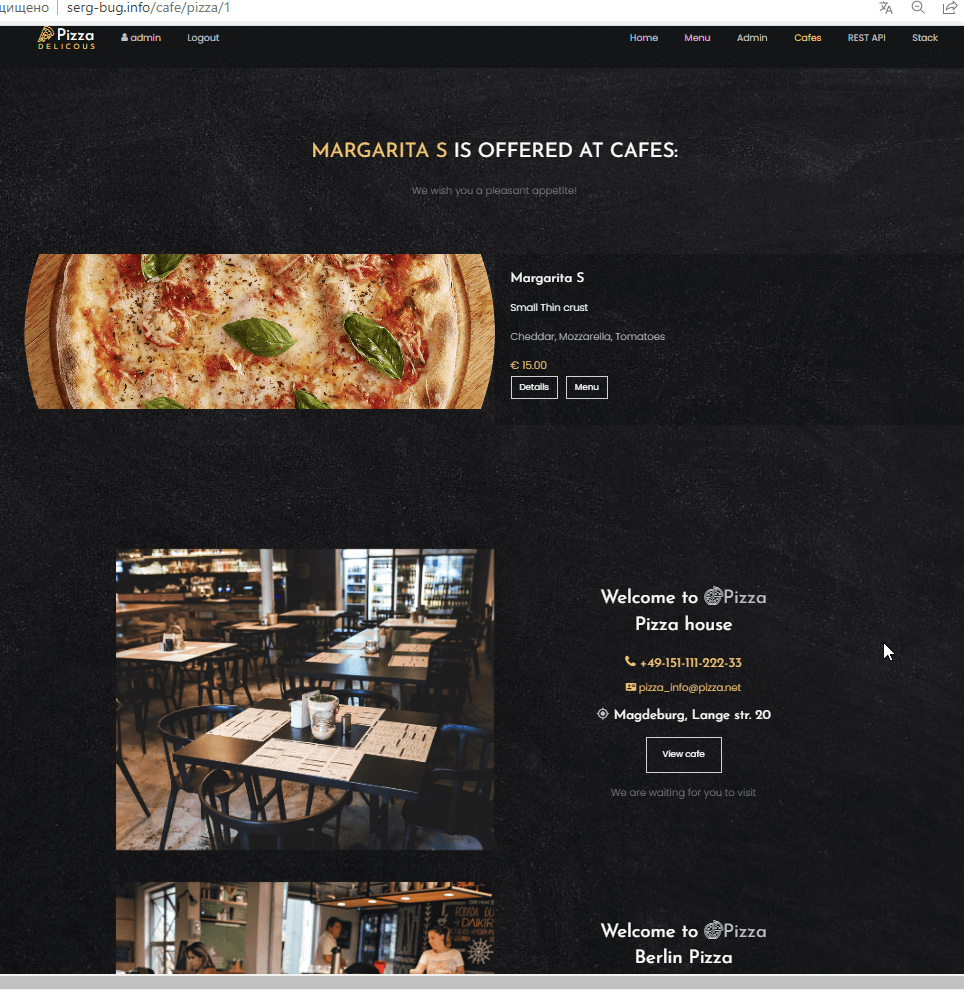 щищено serg-bug.info/cafe/pizza/1
Pizza
DELICOUS
admin Logout Home Menu Admin Cafes REST API Stack
MARGARITA S IS OFFERED AT CAFES:
We wish you a pleasant appetite!
Margarita S
Small Thin crust
Cheddar, Mozzarella, Tomatoes
€ 15.00
Details Menu
Welcome to Pizza
Pizza house
+49-151-111-222-33
pizza_info@pizza.net
Magdeburg, Lange str. 20
View cafe
We are waiting for you to visit
Welcome to Pizza
Berlin Pizza